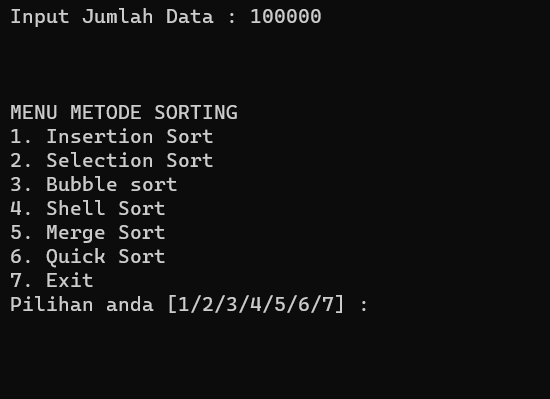 Input Jumlah Data : 100000
MENU METODE SORTING
1. Insertion Sort
2. Selection Sort
3. Bubble sort
4. Shell Sort
5. Merge Sort
6. Quick Sort
7. Exit
Pilihan anda [1/2/3/4/5/6/7] :